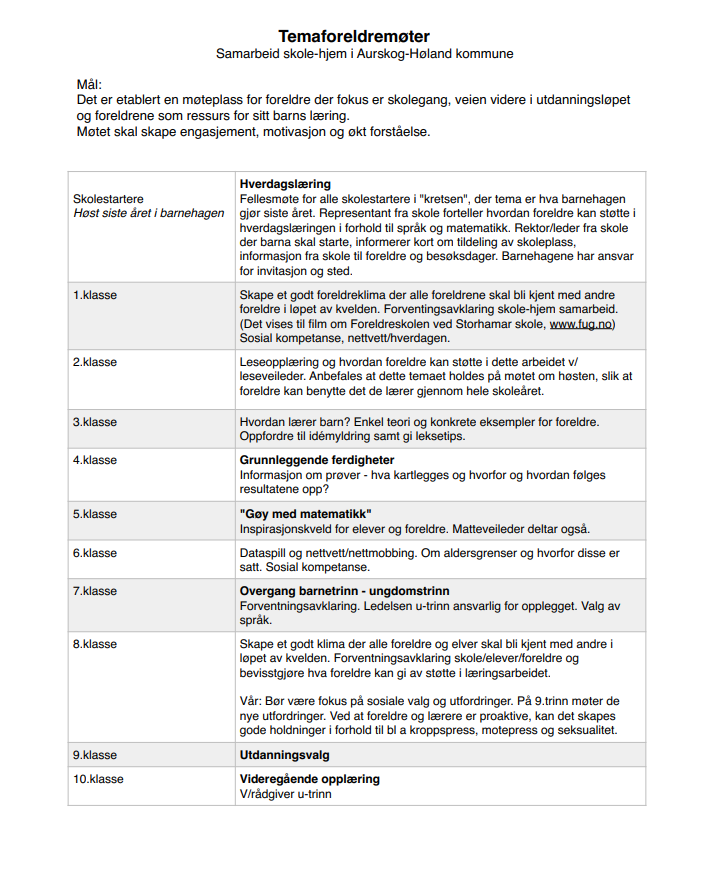 Temaforeldremøter
Samarbeid skole-hjem i Aurskog-Høland kommune
Mål:
Det er etablert en møteplass for foreldre der fokus er skolegang, veien videre i utdanningsløpet
og foreldrene som ressurs for sitt barns læring.
Møtet skal skape engasjement, motivasjon og økt forståelse.
Skolestartere
Høst siste året i barnehagen
Hverdagslæring
Fellesmøte for alle skolestartere i "kretsen", der tema er hva barnehagen
gjør siste året. Representant fra skole forteller hvordan foreldre kan støtte i
hverdagslæringen i forhold til språk og matematikk. Rektor/leder fra skole
der barna skal starte, informerer kort om tildeling av skoleplass,
informasjon fra skole til foreldre og besøksdager. Barnehagene har ansvar
for invitasjon og sted.
1.klasse
Skape et godt foreldreklima der alle foreldrene skal bli kjent med andre
foreldre i løpet av kvelden. Forventingsavklaring skole-hjem samarbeid.
(Det vises til film om Foreldreskolen ved Storhamar skole, www.fug.no)
Sosial kompetanse, nettvett/hverdagen.
2.klasse
Leseopplæring og hvordan foreldre kan støtte i dette arbeidet v/
leseveileder. Anbefales at dette temaet holdes på møtet om høsten, slik at
foreldre kan benytte det de lærer gjennom hele skoleåret.
3.klasse
Hvordan lærer barn? Enkel teori og konkrete eksempler for foreldre.
Oppfordre til idémyldring samt gi leksetips.
4.klasse
Grunnleggende ferdigheter
Informasjon om prøver - hva kartlegges og hvorfor og hvordan følges
resultatene opp?
5.klasse
"Gøy med matematikk"
Inspirasjonskveld for elever og foreldre. Matteveileder deltar også.
6.klasse
Dataspill og nettvett/nettmobbing. Om aldersgrenser og hvorfor disse er
satt. Sosial kompetanse.
7.klasse
Overgang barnetrinn - ungdomstrinn
Forventningsavklaring. Ledelsen u-trinn ansvarlig for opplegget. Valg av
språk.
8.klasse
Skape et godt klima der alle foreldre og elver skal bli kjent med andre i
løpet av kvelden. Forventingsavklaring skole/elever/foreldre og
bevisstgjøre hva foreldre kan gi av støtte i læringsarbeidet.
Vår: Bør være fokus på sosiale valg og utfordringer. På 9.trinn møter de
nye utfordringer. Ved at foreldre og lærere er proaktive, kan det skapes
gode holdninger i forhold til bl a kroppspress, motepress og seksualitet.
9.klasse
Utdanningsvalg
10.klasse
Videregående opplæring
V/rådgiver u-trinn